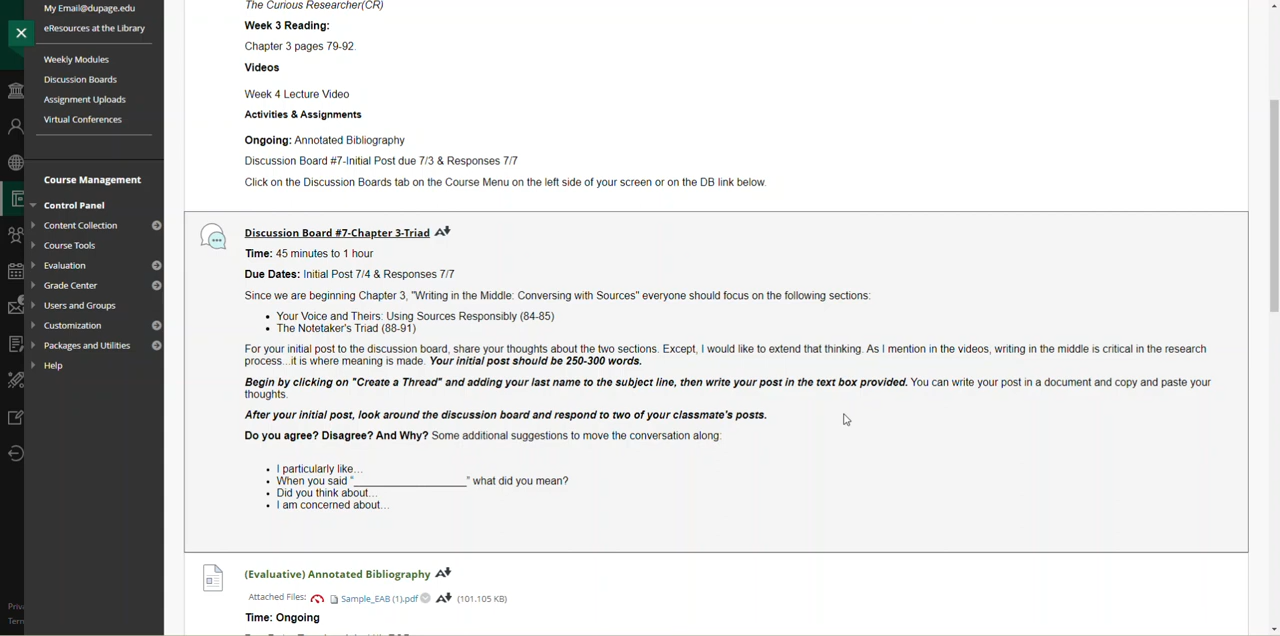 My Email@dupage.edu
eResources at the Library
Weekly Modules
Discussion Boards
Assignment Uploads
Virtual Conferences
Course Management
Control Panel
Content Collection
Course Tools
Evaluation
Grade Center
Users and Groups
Customization
Packages and Utilities
Help
The Curious Researcher(CR)
Week 3 Reading:
Chapter 3 pages 79-92.
Videos
Week 4 Lecture Video
Activities & Assignments
Ongoing: Annotated Bibliography
Discussion Board #7-Initial Post due 7/3 & Responses 7/7
Click on the Discussion Boards tab on the Course Menu on the left side of your screen or on the DB link below.
Discussion Board #7-Chapter 3-Triad
Time: 45 minutes to 1 hour
Due Dates: Initial Post 7/4 & Responses 7/7
Since we are beginning Chapter 3, "Writing in the Middle: Conversing with Sources" everyone should focus on the following sections:
• Your Voice and Theirs: Using Sources Responsibly (84-85)
• The Notetaker's Triad (88-91)
For your initial post to the discussion board, share your thoughts about the two sections. Except, I would like to extend that thinking. As I mention in the videos, writing in the middle is critical in the research
process...it is where meaning is made. Your initial post should be 250-300 words.
Begin by clicking on "Create a Thread" and adding your last name to the subject line, then write your post in the text box provided. You can write your post in a document and copy and paste your
thoughts.
After your initial post, look around the discussion board and respond to two of your classmate's posts.
Do you agree? Disagree? And Why? Some additional suggestions to move the conversation along:
• I particularly like…
• When you said “____________________” what did you mean?
• Did you think about…
• I am concerned about…
(Evaluative) Annotated Bibliography
Attached Files: Sample_EAB (1).pdf (101.105 KB)
Time: Ongoing